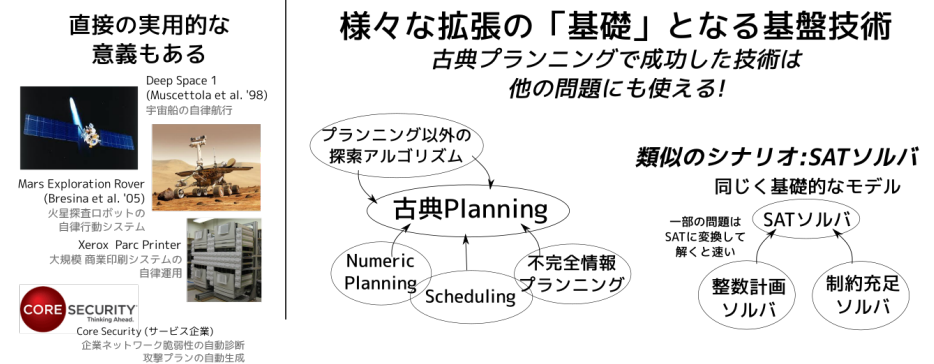 直接の実用的な
意義もある
Deep Space 1
(Muscettola et al. '98)
宇宙船の自律航行
Mars Exploration Rover
(Bresina et al. '05)
火星探査ロボットの
自律行動システム
Xerox Parc Printer
大規模 商業印刷システムの
自律運用
CORE SECURITY
Thinking Ahead.
Core Security (サービス企業)
企業ネットワーク脆弱性の自動診断
攻撃プランの自動生成
様々な拡張の「基礎」となる基盤技術
古典プランニングで成功した技術は
他の問題にも使える!
プランニング以外の
探索アルゴリズム
古典Planning
Numeric
Planning
Scheduling
不完全情報
プランニング
類似のシナリオ:SATソルバ
同じく基礎的なモデル
一部の問題は
SATに変換して
解くと速い
SATソルバ
整数計画
ソルバ
制約充足
ソルバ